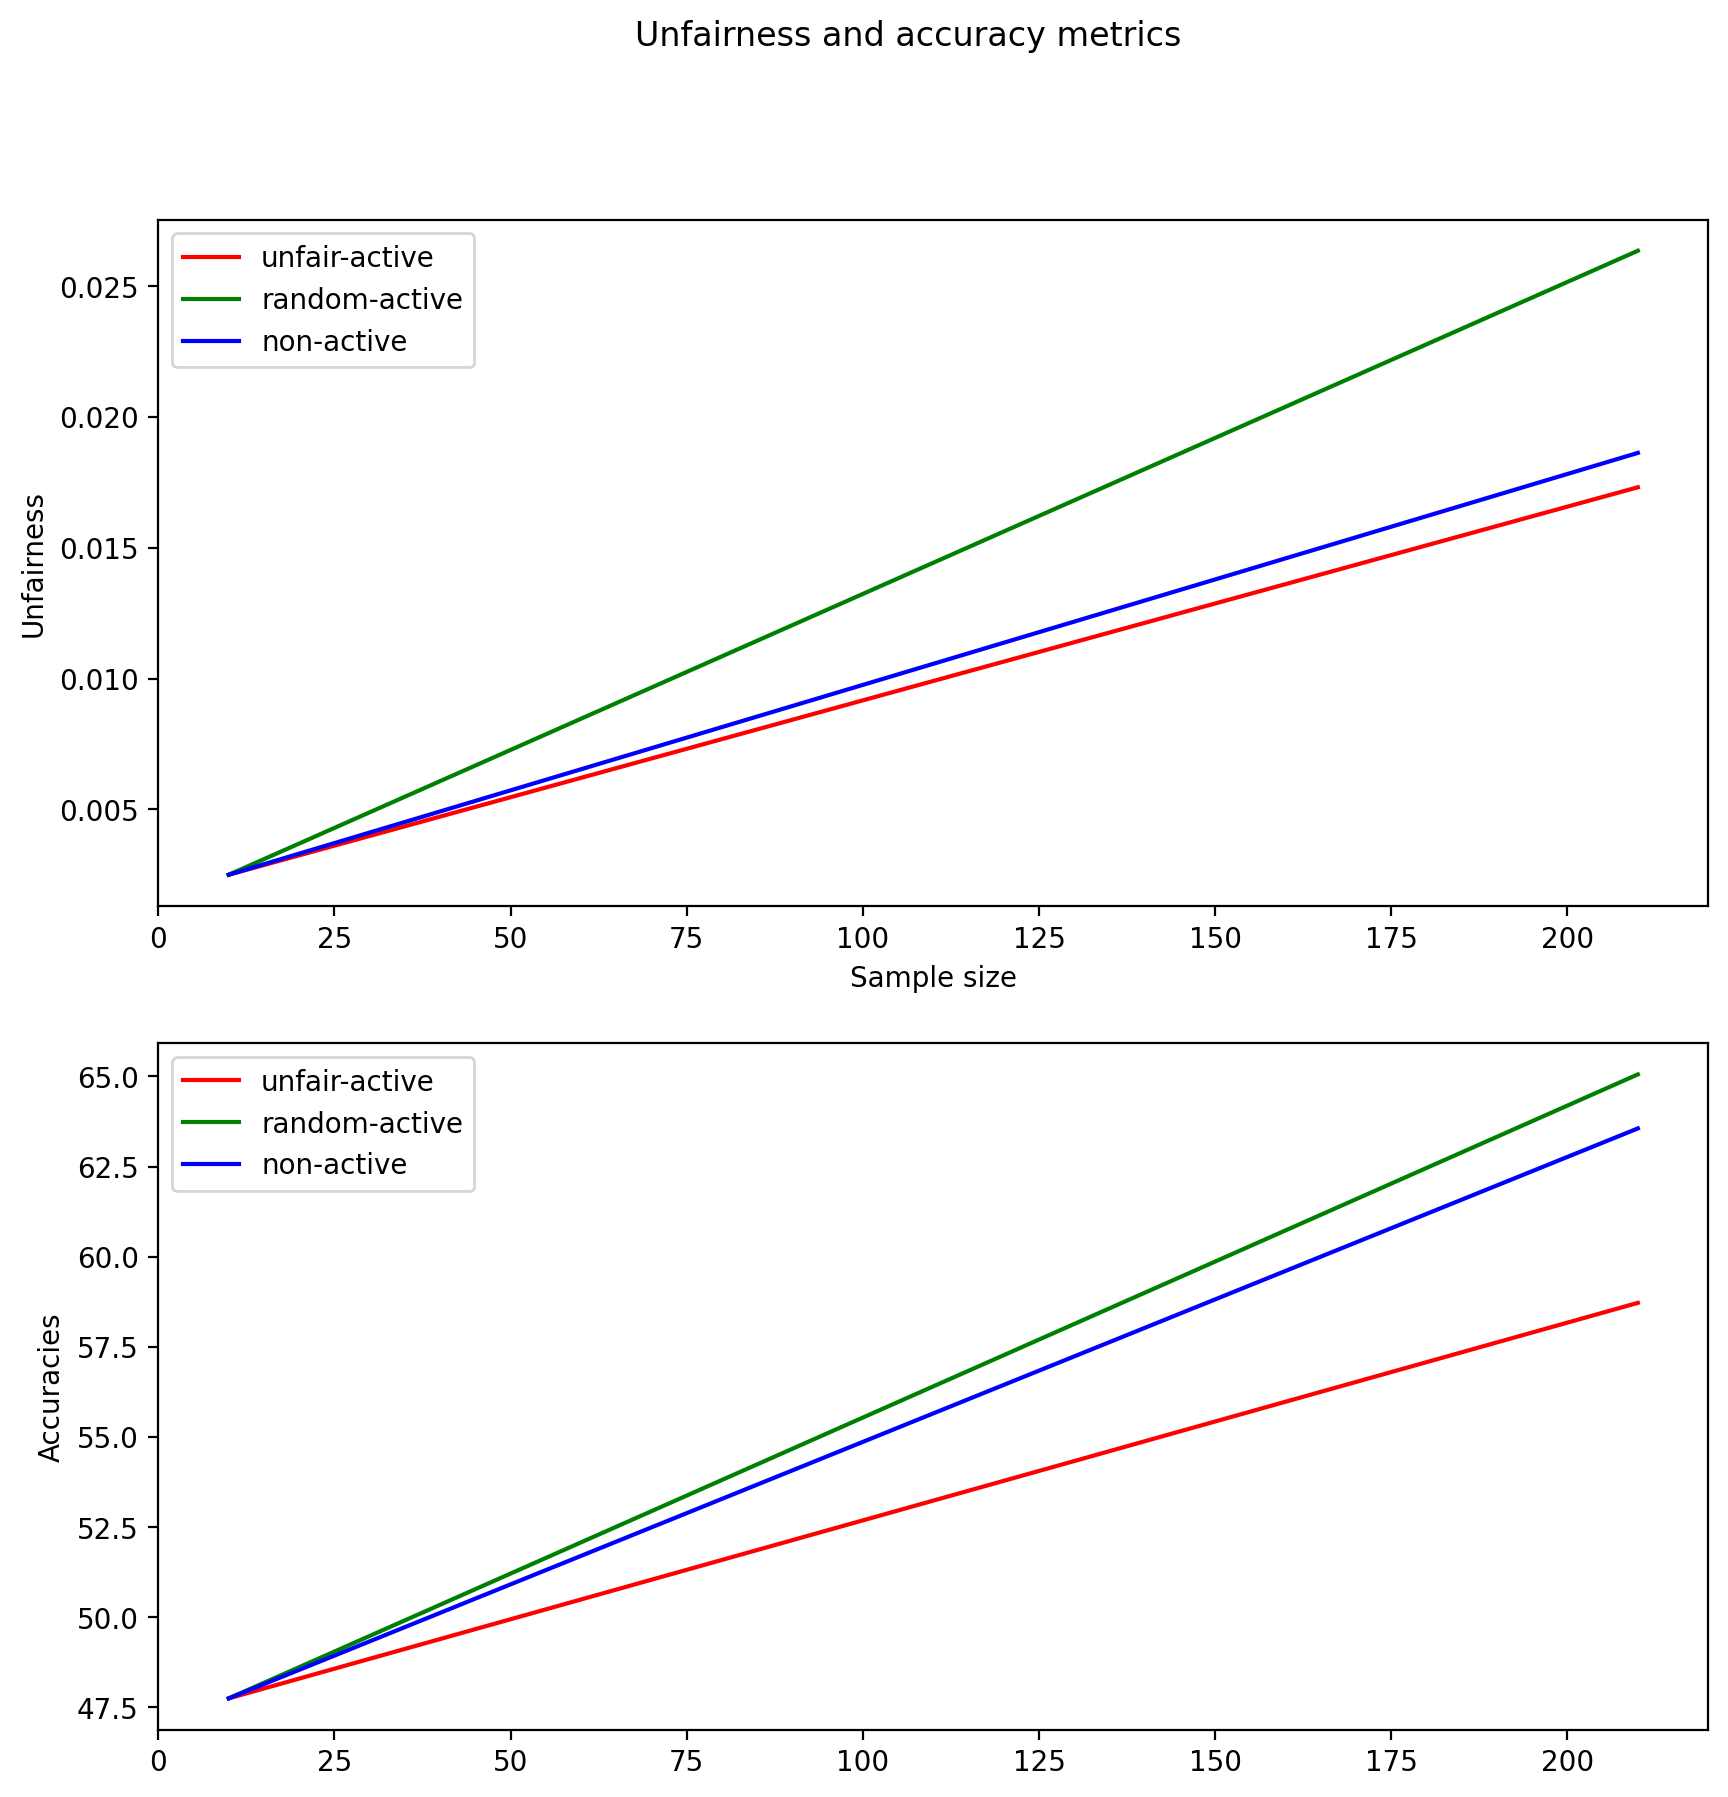 Unfairness and accuracy metrics
unfair-active
random-active
non-active
0.025
0.020
0.015
0.010
0.005
Unfairness
0 25 50 75 100 125 150 175 200
Sample size
unfair-active
random-active
non-active
65.0
62.5
60.0
57.5
55.0
52.5
50.0
47.5
Accuracies
0 25 50 75 100 125 150 175 200